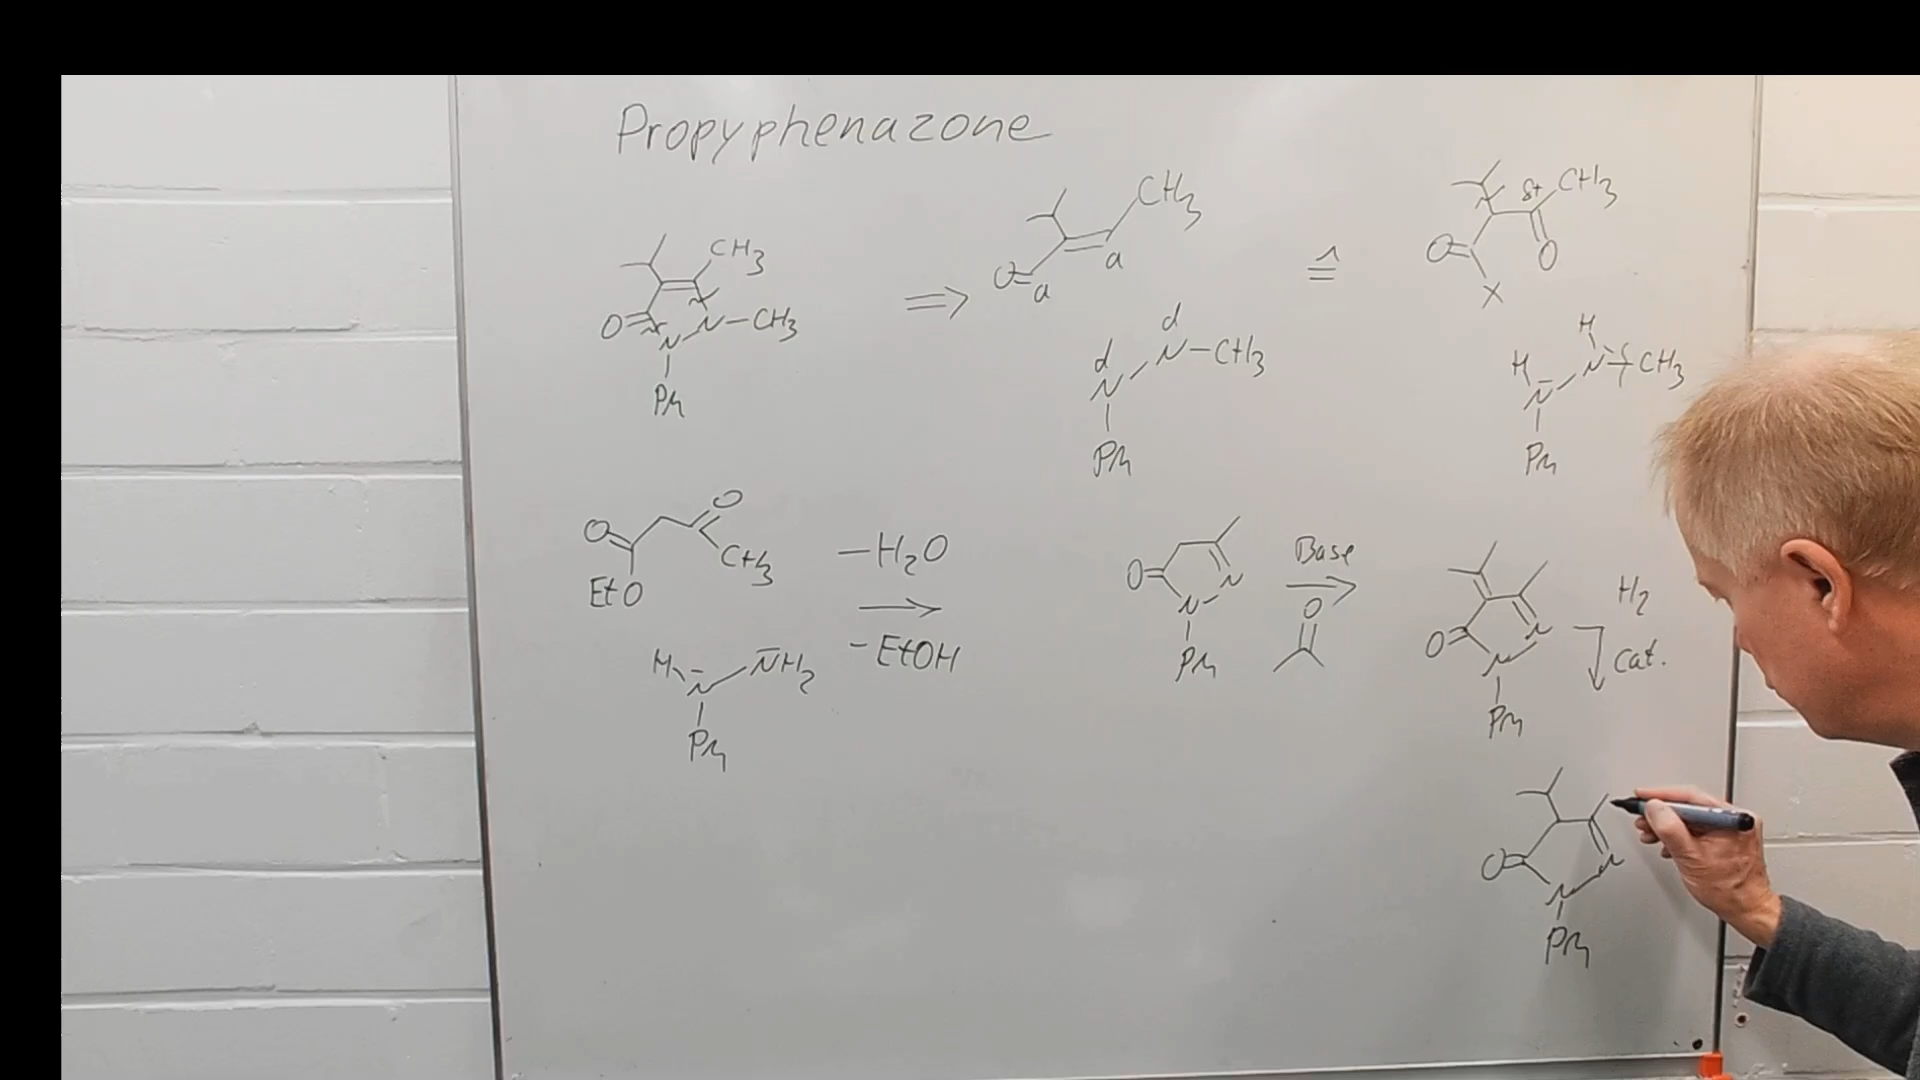 Propyphenazone
CH3
O
N
N-CH3
Ph
⇒
CH3
a
O
a
d
d
N
N-CH3
Ph
≙
δ+ CH3
O
O
X
H
H
N
N
CH3
Ph
O
O
CH3
EtO
H
N
NH2
Ph
-H2O
→
-EtOH
O
N
N
Ph
Base
→
O
O
N
N
Ph
H2
cat.
O
N
N
Ph